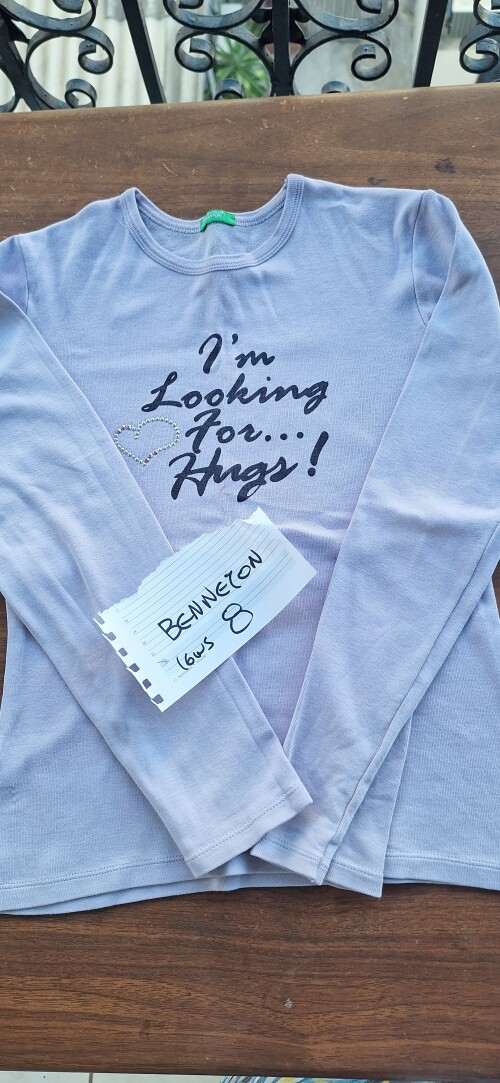 I'm
Looking
For...
Hugs!
BENNETON
16ws 8